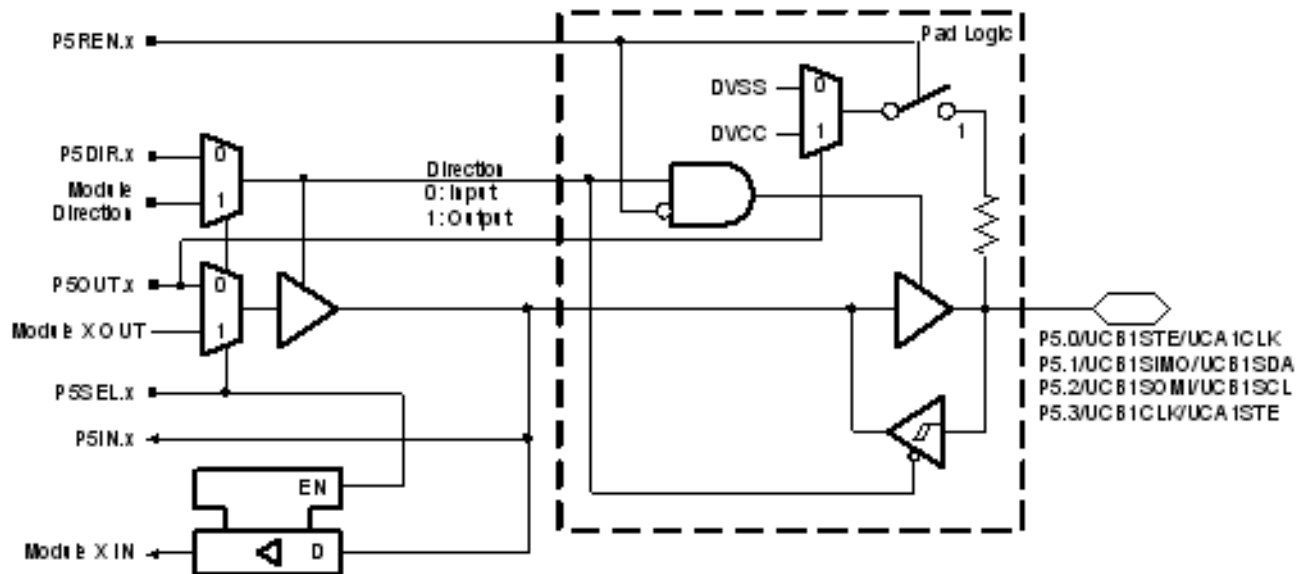 P5REN.x
Pad Logic
DVSS
0
DVCC
1
1
P5DIR.x
0
Module
Direction
1
Direction
0: Input
1: Output
P5OUT.x
0
Module X OUT
1
P5.0/UCB1STE/UCA1CLK
P5.1/UCB1SIMO/UCB1SDA
P5.2/UCB1SOMI/UCB1SCL
P5.3/UCB1CLK/UCA1STE
P5SEL.x
P5IN.x
EN
Module X IN
D